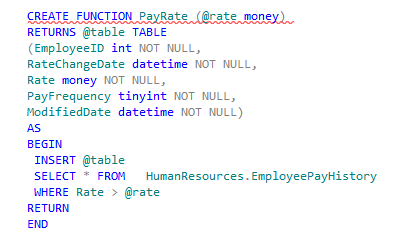 CREATE FUNCTION PayRate (@rate money)
RETURNS @table TABLE
(EmployeeID int NOT NULL,
RateChangeDate datetime NOT NULL,
Rate money NOT NULL,
PayFrequency tinyint NOT NULL,
ModifiedDate datetime NOT NULL)
AS
BEGIN
INSERT @table
SELECT * FROM HumanResources.EmployeePayHistory
WHERE Rate > @rate
RETURN
END